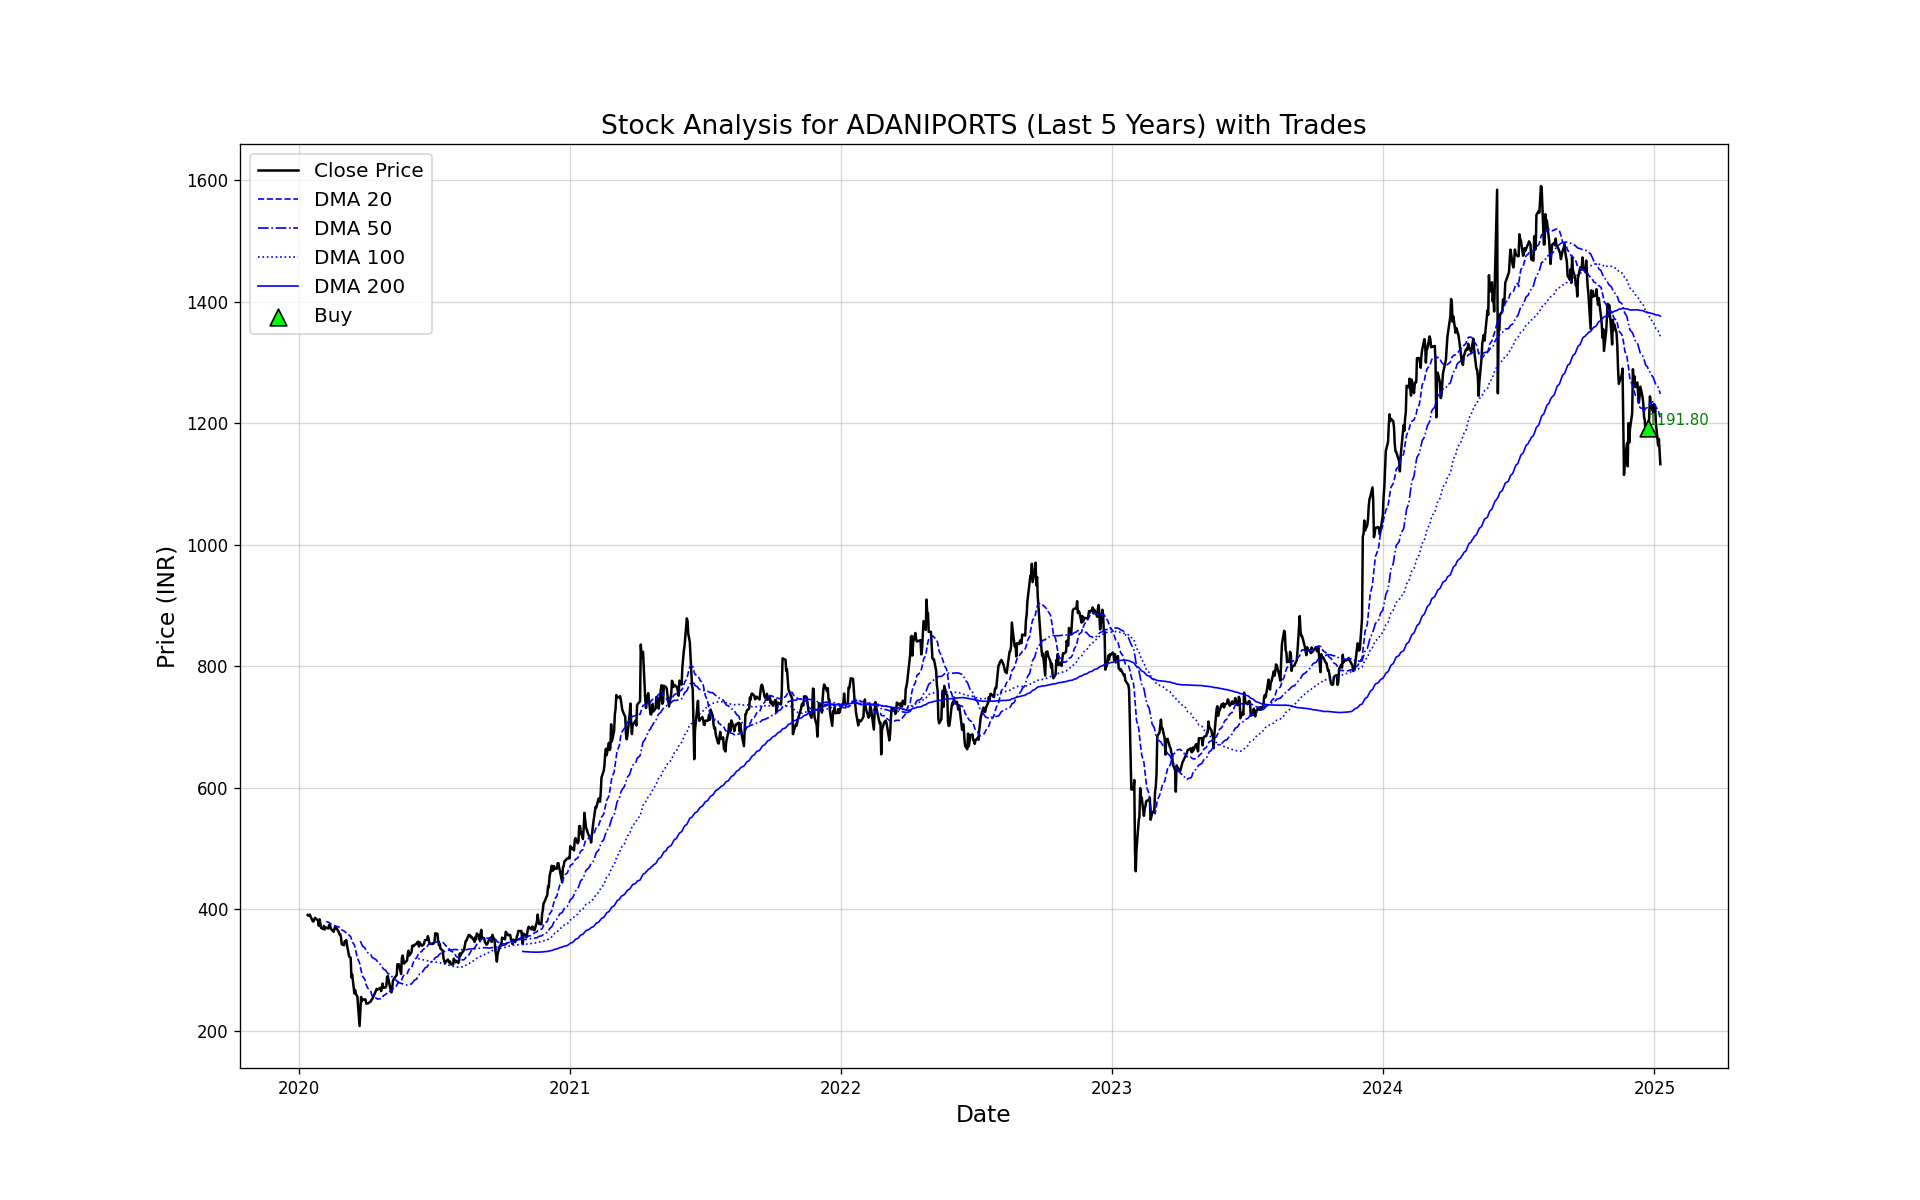 Stock Analysis for ADANIPORTS (Last 5 Years) with Trades
Close Price
DMA 20
DMA 50
DMA 100
DMA 200
Buy
1600
1400
1200
1000
800
600
400
200
Price (INR)
1191.80
2020
2021
2022
2023
2024
2025
Date